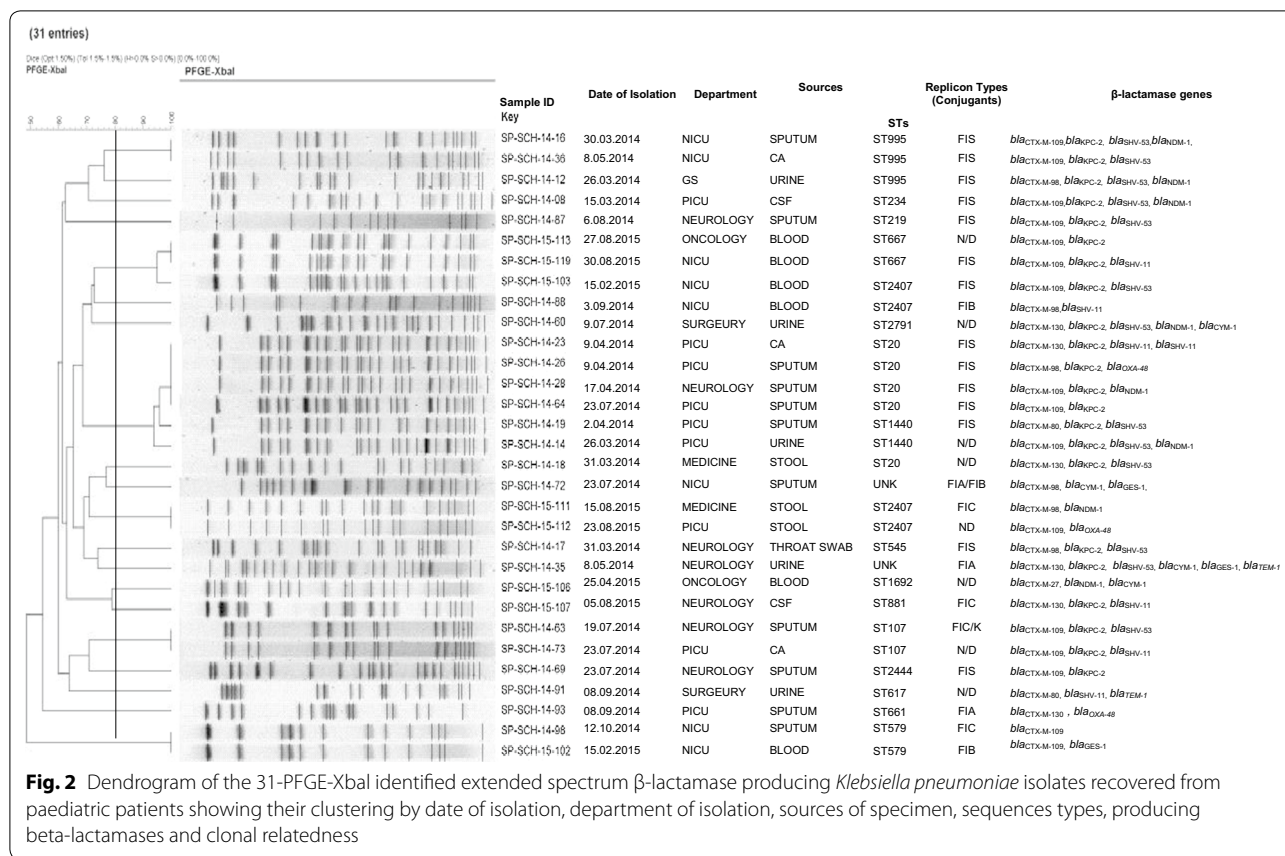 (31 entries)
Dice (Opt 1.50%) (Tol 1.5%-1.5%) (H>0.0% S>0.0%) [0.0%-100.0%]
PFGE-XbaI PFGE-XbaI
50 60 70 80 90 100
Sample ID Key Date of Isolation Department Sources STs Replicon Types (Conjugants) β-lactamase genes
SP-SCH-14-16 30.03.2014 NICU SPUTUM ST995 FIS blaCTX-M-109,blaKPC-2, blaSHV-53,blaNDM-1,
SP-SCH-14-36 8.05.2014 NICU CA ST995 FIS blaCTX-M-109, blaKPC-2, blaSHV-53
SP-SCH-14-12 26.03.2014 GS URINE ST995 FIS blaCTX-M-98, blaKPC-2, blaSHV-53, blaNDM-1
SP-SCH-14-08 15.03.2014 PICU CSF ST234 FIS blaCTX-M-109,blaKPC-2, blaSHV-53, blaNDM-1
SP-SCH-14-87 6.08.2014 NEUROLOGY SPUTUM ST219 FIS blaCTX-M-109, blaKPC-2, blaSHV-53
SP-SCH-15-113 27.08.2015 ONCOLOGY BLOOD ST667 N/D blaCTX-M-109, blaKPC-2
SP-SCH-15-119 30.08.2015 NICU BLOOD ST667 FIS blaCTX-M-109, blaKPC-2, blaSHV-11
SP-SCH-15-103 15.02.2015 NICU BLOOD ST2407 FIS blaCTX-M-109, blaKPC-2, blaSHV-53
SP-SCH-14-88 3.09.2014 NICU BLOOD ST2407 FIB blaCTX-M-98,blaSHV-11
SP-SCH-14-60 9.07.2014 SURGEURY URINE ST2791 N/D blaCTX-M-130, blaKPC-2, blaSHV-53, blaNDM-1, blaCYM-1
SP-SCH-14-23 9.04.2014 PICU CA ST20 FIS blaCTX-M-130, blaKPC-2, blaSHV-11, blaSHV-11
SP-SCH-14-26 9.04.2014 PICU SPUTUM ST20 FIS blaCTX-M-98, blaKPC-2, blaOXA-48
SP-SCH-14-28 17.04.2014 NEUROLOGY SPUTUM ST20 FIS blaCTX-M-109, blaKPC-2, blaNDM-1
SP-SCH-14-64 23.07.2014 PICU SPUTUM ST20 FIS blaCTX-M-109, blaKPC-2
SP-SCH-14-19 2.04.2014 PICU SPUTUM ST1440 FIS blaCTX-M-80, blaKPC-2, blaSHV-53
SP-SCH-14-14 26.03.2014 PICU URINE ST1440 N/D blaCTX-M-109, blaKPC-2, blaSHV-53, blaNDM-1
SP-SCH-14-18 31.03.2014 MEDICINE STOOL ST20 N/D blaCTX-M-130, blaKPC-2, blaSHV-53
SP-SCH-14-72 23.07.2014 NICU SPUTUM UNK FIA/FIB blaCTX-M-98, blaCYM-1, blaGES-1,
SP-SCH-15-111 15.08.2015 MEDICINE STOOL ST2407 FIC blaCTX-M-98, blaNDM-1
SP-SCH-15-112 23.08.2015 PICU STOOL ST2407 ND blaCTX-M-109, blaOXA-48
SP-SCH-14-17 31.03.2014 NEUROLOGY THROAT SWAB ST545 FIS blaCTX-M-98, blaKPC-2, blaSHV-53
SP-SCH-14-35 8.05.2014 NEUROLOGY URINE UNK FIA blaCTX-M-130, blaKPC-2, blaSHV-53, blaCYM-1, blaGES-1, blaTEM-1
SP-SCH-15-106 25.04.2015 ONCOLOGY BLOOD ST1692 N/D blaCTX-M-27, blaNDM-1, blaCYM-1
SP-SCH-15-107 05.08.2015 NEUROLOGY CSF ST881 FIC blaCTX-M-130, blaKPC-2, blaSHV-11
SP-SCH-14-63 19.07.2014 NEUROLOGY SPUTUM ST107 FIC/K blaCTX-M-109, blaKPC-2, blaSHV-53
SP-SCH-14-73 23.07.2014 PICU CA ST107 N/D blaCTX-M-109, blaKPC-2, blaSHV-11
SP-SCH-14-69 23.07.2014 NEUROLOGY SPUTUM ST2444 FIS blaCTX-M-109, blaKPC-2
SP-SCH-14-91 08.09.2014 SURGEURY URINE ST617 N/D blaCTX-M-80, blaSHV-11, blaTEM-1
SP-SCH-14-93 08.09.2014 PICU SPUTUM ST661 FIA blaCTX-M-130 , blaOXA-48
SP-SCH-14-98 12.10.2014 NICU SPUTUM ST579 FIC blaCTX-M-109
SP-SCH-15-102 15.02.2015 NICU BLOOD ST579 FIB blaCTX-M-109, blaGES-1
Fig. 2 Dendrogram of the 31-PFGE-XbaI identified extended spectrum β-lactamase producing Klebsiella pneumoniae isolates recovered from
paediatric patients showing their clustering by date of isolation, department of isolation, sources of specimen, sequences types, producing
beta-lactamases and clonal relatedness